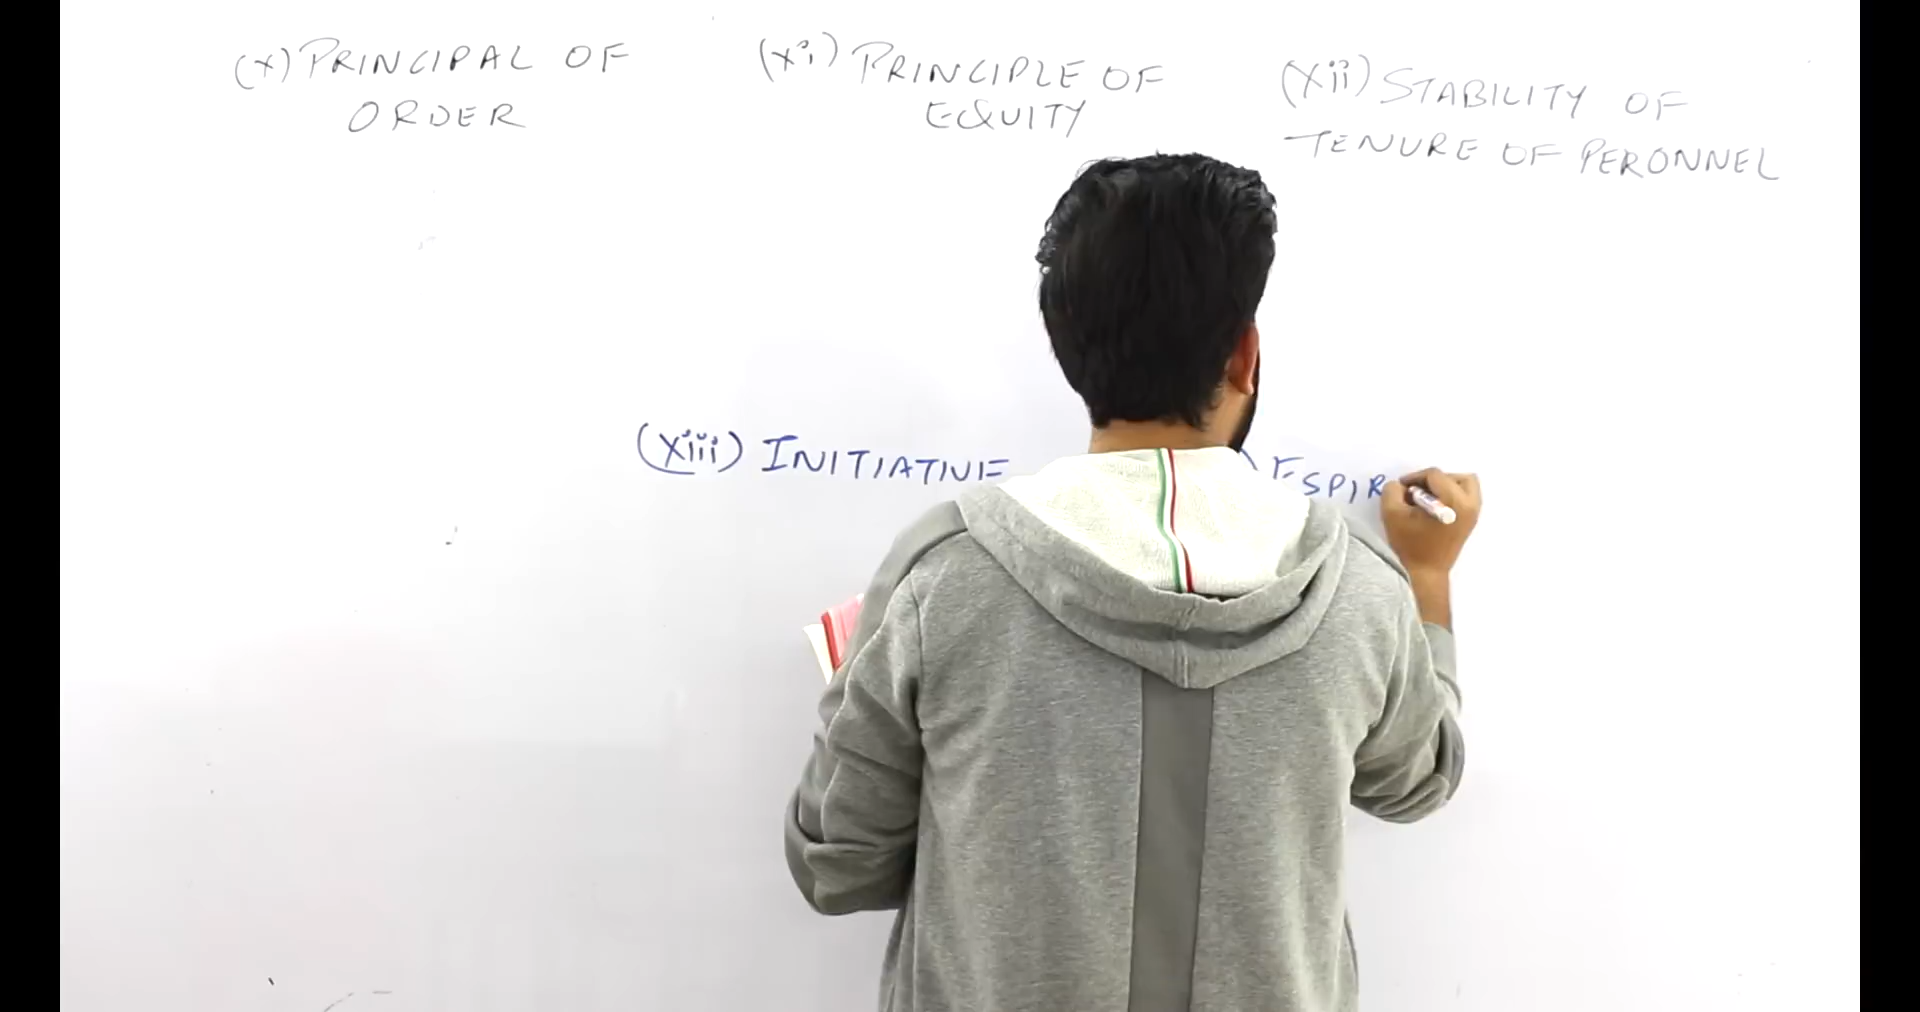 (x) PRINCIPAL OF
ORDER
(xi) PRINCIPLE OF
EQUITY
(xii) STABILITY OF
TENURE OF PERONNEL
(xiii) INITIATIVE
ESPIR